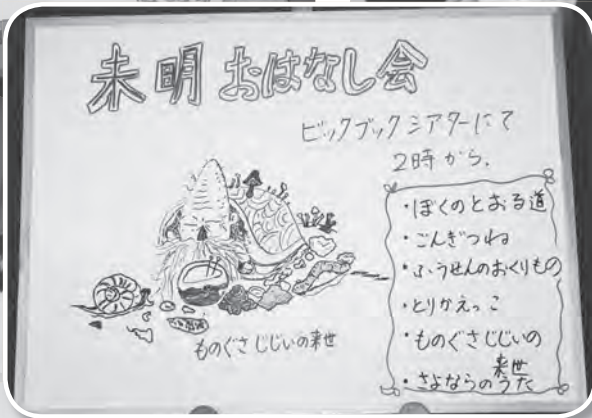 未明 おはなし会
ビックブックシアターにて
2時から.
・ぼくのとおる道
・ごんぎつね
・ふうせんのおくりもの
・とりかえっこ
・ものぐさじじいの
来世
・さよならのうた
ものぐさじじいの来世